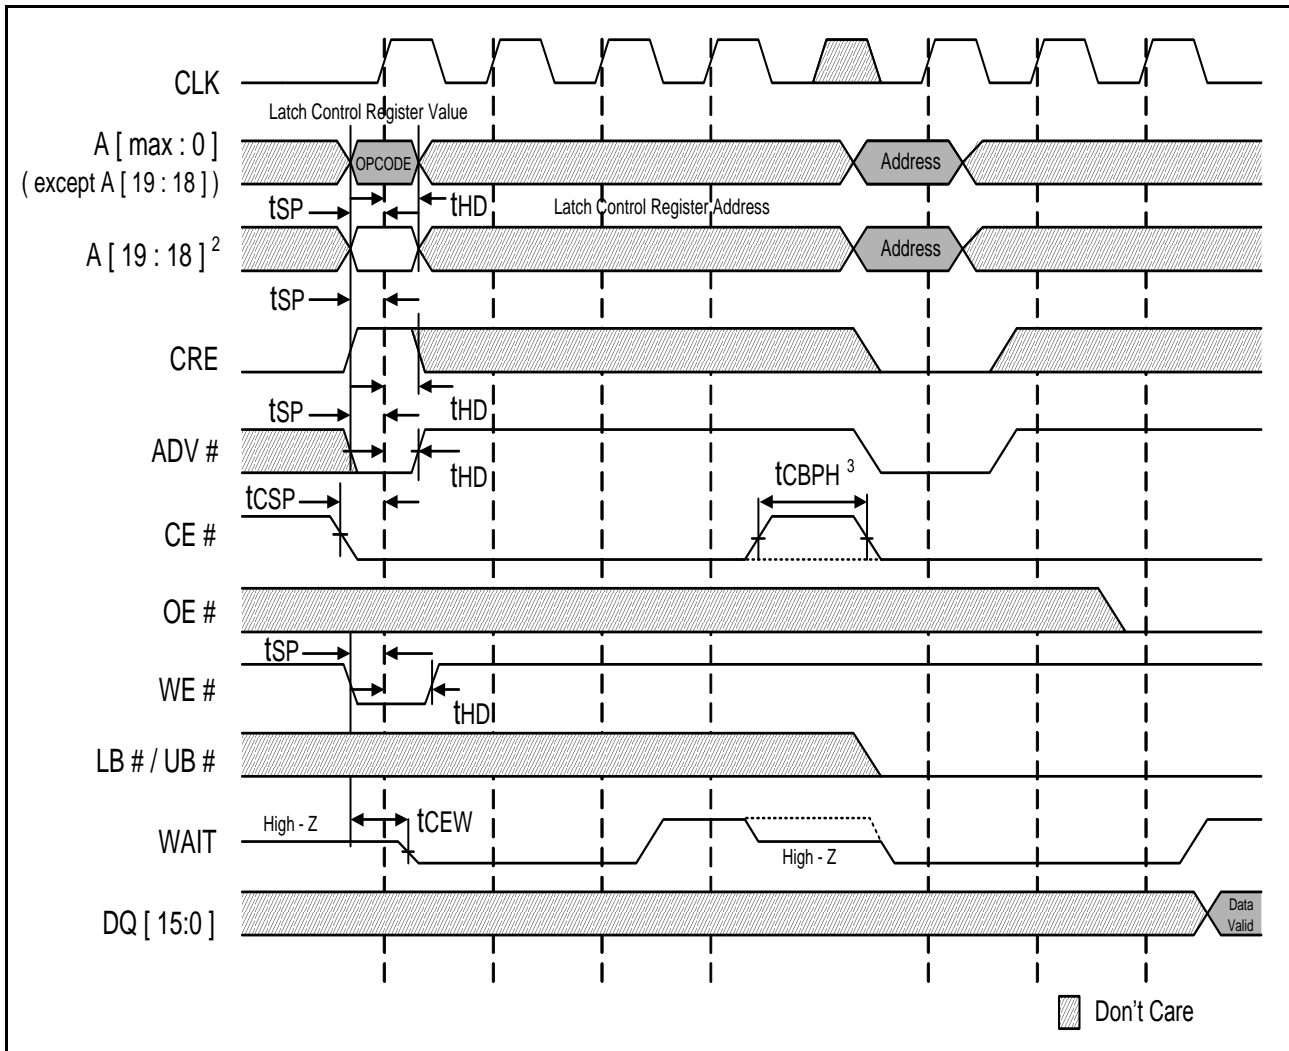 CLK
Latch Control Register Value
A [ max : 0 ]
( except A [ 19 : 18 ] )
OPCODE
Address
tSP
tHD
Latch Control Register Address
A [ 19 : 18 ] 2
Address
tSP
CRE
tSP
tHD
ADV #
tHD
tCSP
tCBPH 3
CE #
OE #
tSP
WE #
tHD
LB # / UB #
tCEW
High - Z
WAIT
High - Z
DQ [ 15:0 ]
Data
Valid
Don't Care